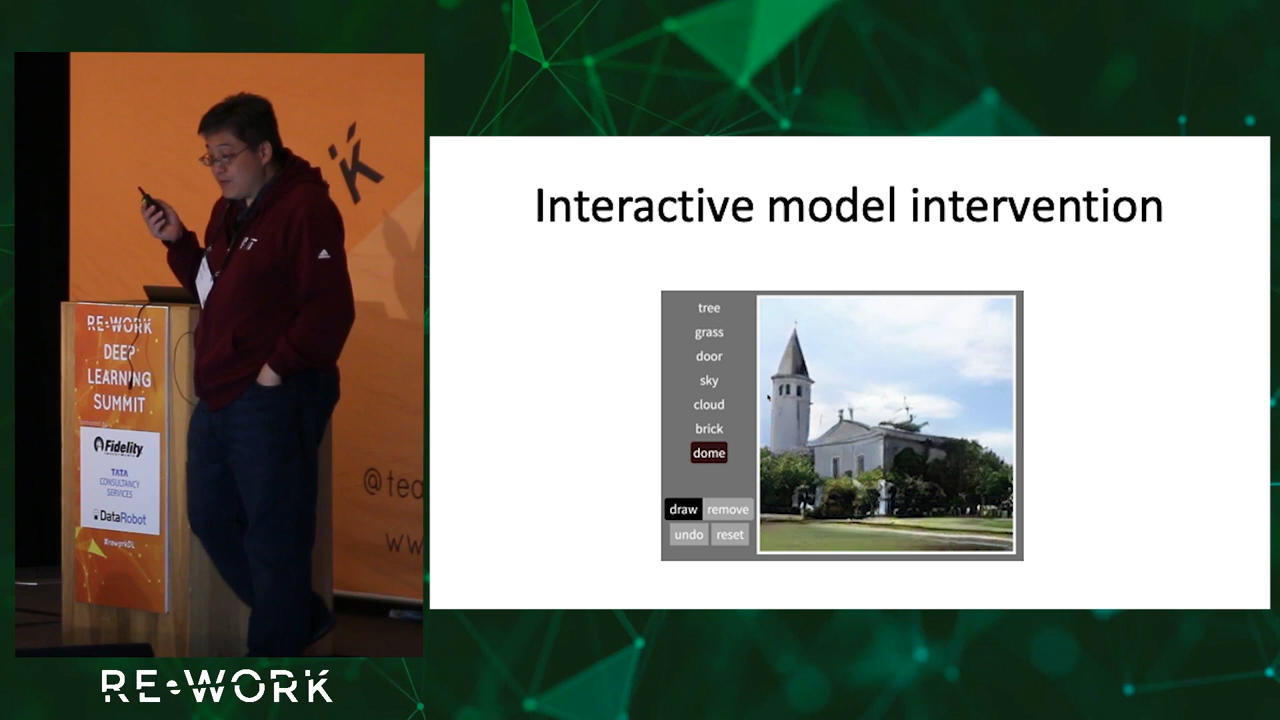 RE•WORK
DEEP
LEARNING
SUMMIT
Fidelity
TATA
CONSULTANCY
SERVICES
DataRobot
#reworkDL
@tea
ww
RE•WORK
Interactive model intervention
tree
grass
door
sky
cloud
brick
dome
draw remove
undo reset